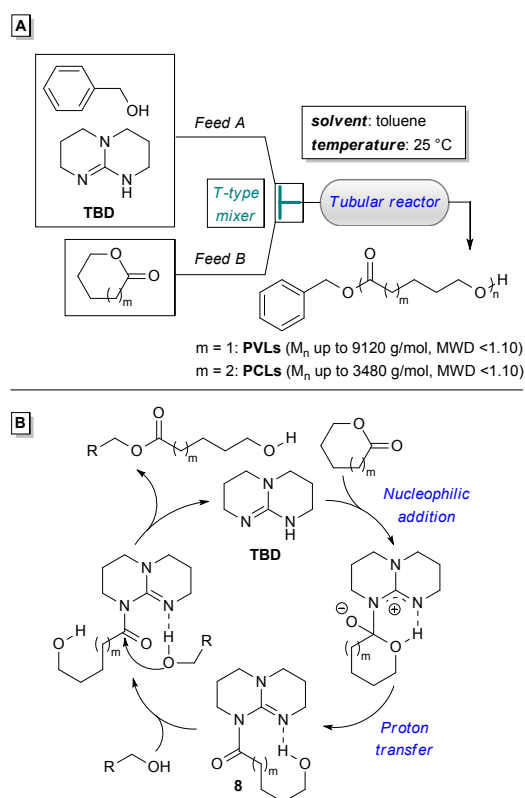 A
OH
N
N
N
H
TBD
Feed A
Feed B
O
O
m
T-type
mixer
solvent: toluene
temperature: 25 °C
Tubular reactor
O
O
m
O
H
n
m = 1: PVLs (Mn up to 9120 g/mol, MWD <1.10)
m = 2: PCLs (Mn up to 3480 g/mol, MWD <1.10)
B
R
O
O
m
O
H
N
N
NH
TBD
O
O
m
Nucleophilic
addition
N
N
N
⊕
⊖
O
H
O
m
Proton
transfer
N
N
N
H
O
O
m
8
R
OH
N
N
N
H
O
O
m
H
O
R